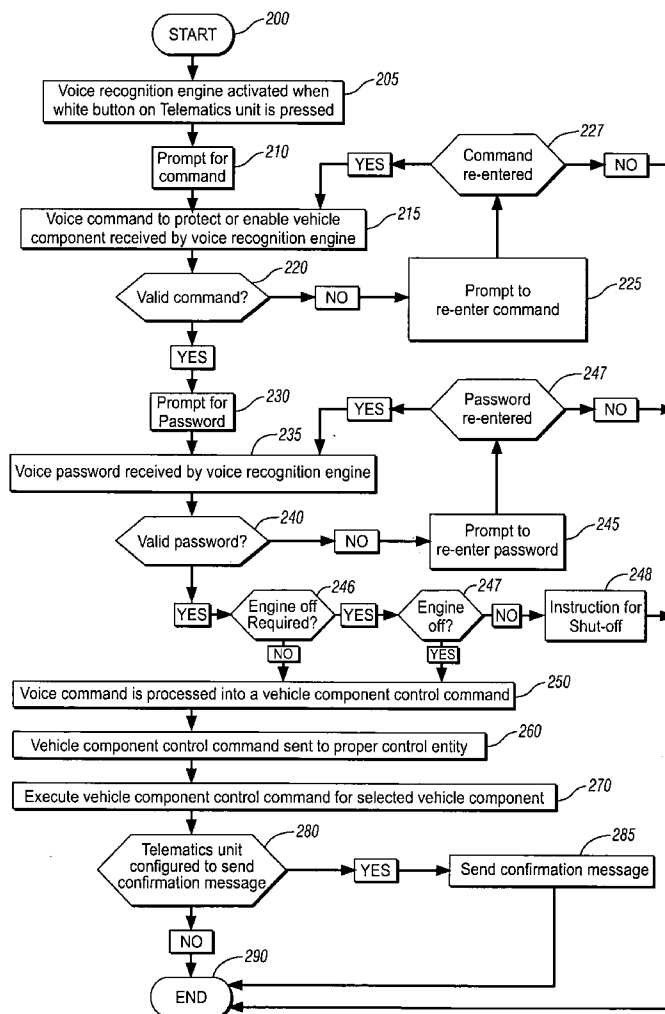 START
200
Voice recognition engine activated when
white button on Telematics unit is pressed
205
Prompt for
command
210
YES
Command
re-entered
227
NO
Voice command to protect or enable vehicle
component received by voice recognition engine
215
Valid command?
220
NO
Prompt to
re-enter command
225
YES
Prompt for
Password
230
YES
Password
re-entered
247
NO
Voice password received by voice recognition engine
235
Valid password?
240
NO
Prompt to
re-enter password
245
YES
Engine off
Required?
246
YES
Engine
off?
247
NO
Instruction for
Shut-off
248
NO
YES
Voice command is processed into a vehicle component control command
250
Vehicle component control command sent to proper control entity
260
Execute vehicle component control command for selected vehicle component
270
Telematics unit
configured to send
confirmation message
280
YES
Send confirmation message
285
NO
END
290